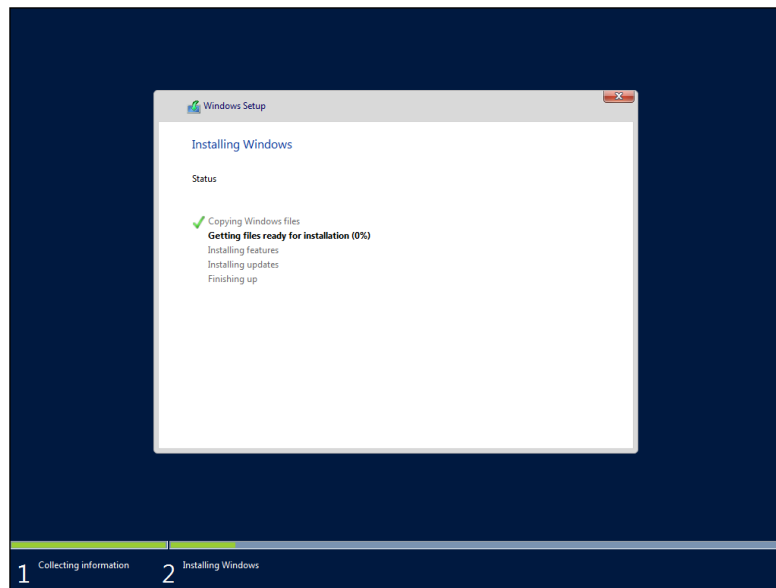 Windows Setup
Installing Windows
Status
Copying Windows files
Getting files ready for installation (0%)
Installing features
Installing updates
Finishing up
1 Collecting information
2 Installing Windows